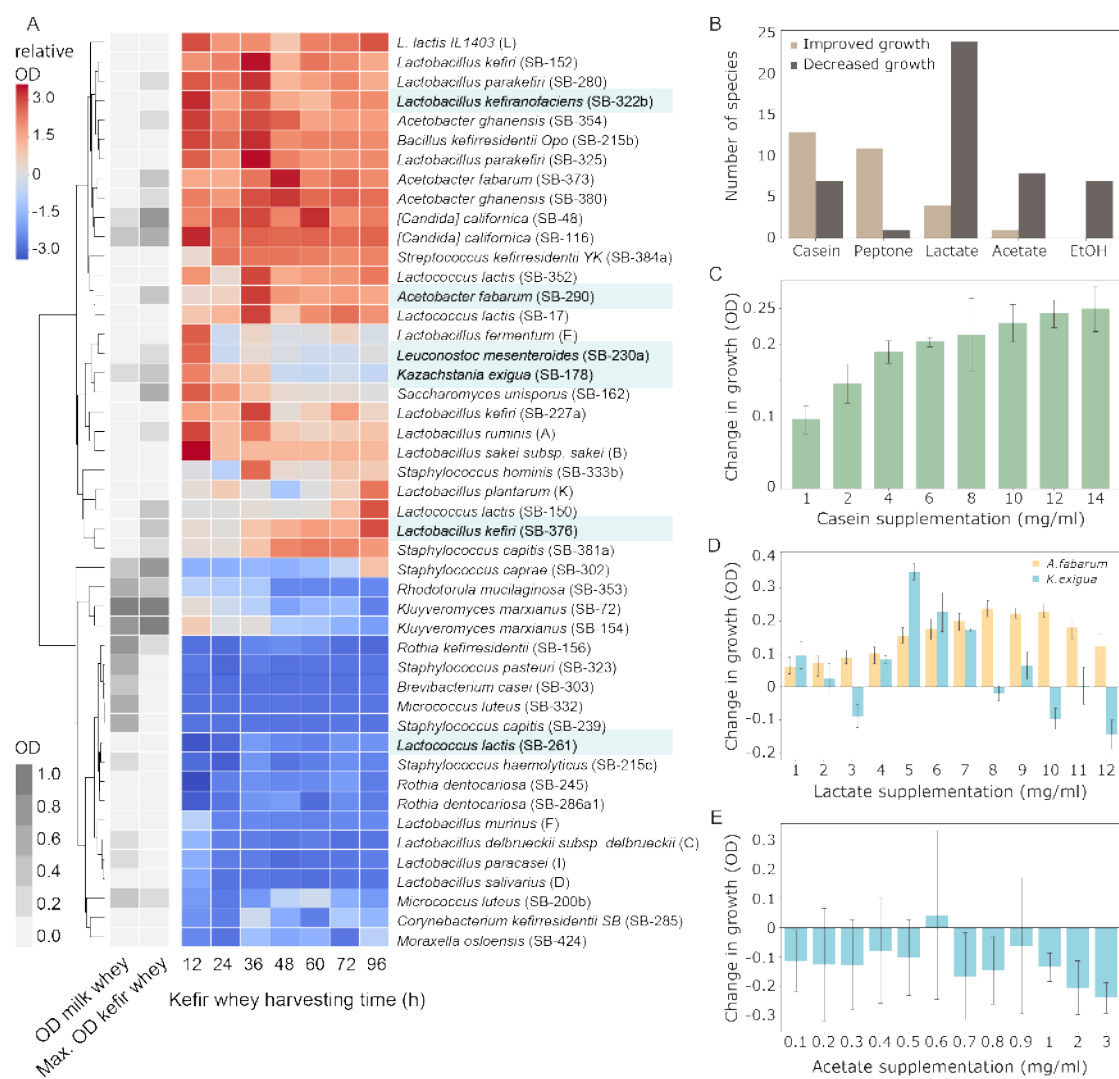 A
relative
OD
3.0
1.5
0
-1.5
-3.0
OD
1.0
0.8
0.6
0.4
0.2
0.0
L. lactis IL1403 (L)
Lactobacillus kefiri (SB-152)
Lactobacillus parakefiri (SB-280)
Lactobacillus kefiranofaciens (SB-322b)
Acetobacter ghanensis (SB-354)
Bacillus kefirresidentii Opo (SB-215b)
Lactobacillus parakefiri (SB-325)
Acetobacter fabarum (SB-373)
Acetobacter ghanensis (SB-380)
[Candida] californica (SB-48)
[Candida] californica (SB-116)
Streptococcus kefirresidentii YK (SB-384a)
Lactococcus lactis (SB-352)
Acetobacter fabarum (SB-290)
Lactococcus lactis (SB-17)
Lactobacillus fermentum (E)
Leuconostoc mesenteroides (SB-230a)
Kazachstania exigua (SB-178)
Saccharomyces unisporus (SB-162)
Lactobacillus kefiri (SB-227a)
Lactobacillus ruminis (A)
Lactobacillus sakei subsp. sakei (B)
Staphylococcus hominis (SB-333b)
Lactobacillus plantarum (K)
Lactococcus lactis (SB-150)
Lactobacillus kefiri (SB-376)
Staphylococcus capitis (SB-381a)
Staphylococcus caprae (SB-302)
Rhodotorula mucilaginosa (SB-353)
Kluyveromyces marxianus (SB-72)
Kluyveromyces marxianus (SB-154)
Rothia kefirresidentii (SB-156)
Staphylococcus pasteuri (SB-323)
Brevibacterium casei (SB-303)
Micrococcus luteus (SB-332)
Staphylococcus capitis (SB-239)
Lactococcus lactis (SB-261)
Staphylococcus haemolyticus (SB-215c)
Rothia dentocariosa (SB-245)
Rothia dentocariosa (SB-286a1)
Lactobacillus murinus (F)
Lactobacillus delbrueckii subsp. delbrueckii (C)
Lactobacillus paracasei (I)
Lactobacillus salivarius (D)
Micrococcus luteus (SB-200b)
Corynebacterium kefirresidentii SB (SB-285)
Moraxella osloensis (SB-424)
12 24 36 48 60 72 96
Kefir whey harvesting time (h)
OD milk whey
Max. OD kefir whey
B
Number of species
25
20
15
10
5
0
Improved growth
Decreased growth
Casein Peptone Lactate Acetate EtOH
C
Change in growth (OD)
0.25
0.2
0.1
0
1 2 4 6 8 10 12 14
Casein supplementation (mg/ml)
D
Change in growth (OD)
0.4
0.3
0.2
0.1
0
-0.1
-0.2
A.fabarum
K.exigua
1 2 3 4 5 6 7 8 9 10 11 12
Lactate supplementation (mg/ml)
E
Change in growth (OD)
0.3
0.2
0.1
0
-0.1
-0.2
-0.3
0.1 0.2 0.3 0.4 0.5 0.6 0.7 0.8 0.9 1 2 3
Acetate supplementation (mg/ml)